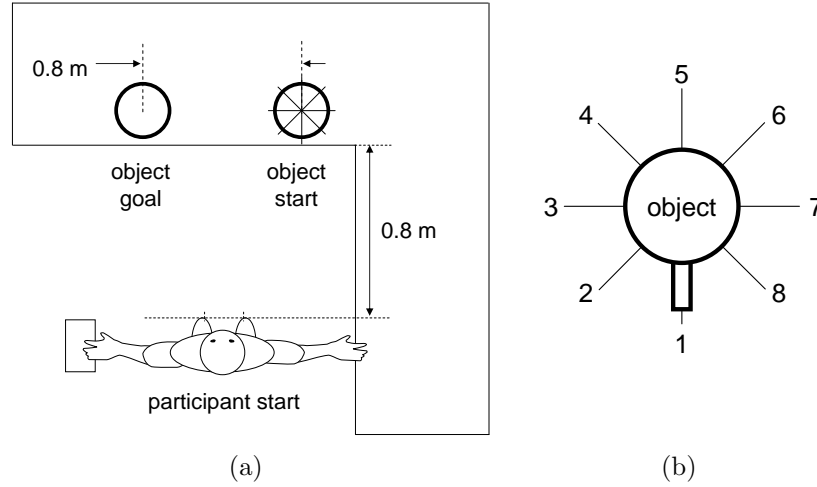 0.8 m
object
goal
object
start
0.8 m
participant start
(a)
5
4
6
3
object
7
2
8
1
(b)